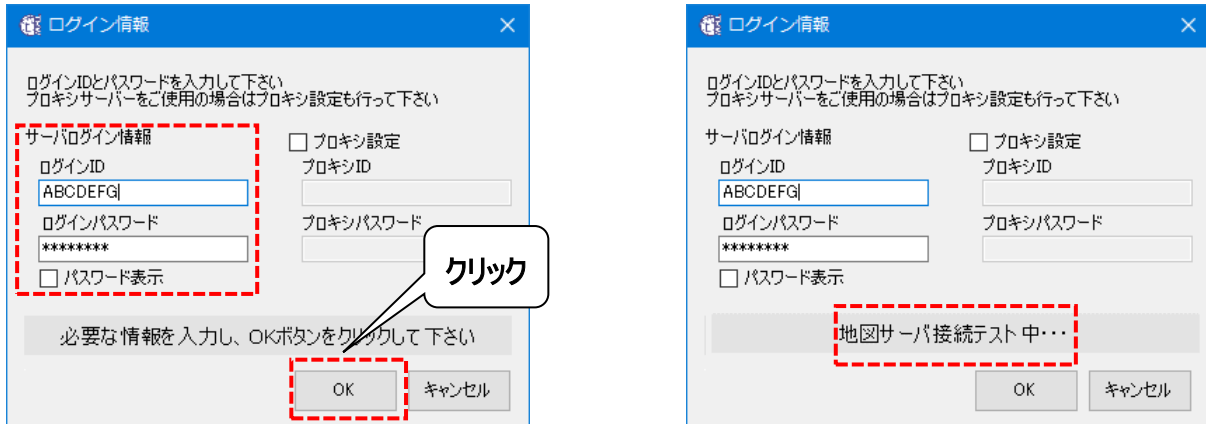 ログイン情報
ログインIDとパスワードを入力して下さい
プロキシサーバーをご使用の場合はプロキシ設定も行って下さい
サーバログイン情報
プロキシ設定
ログインID
プロキシID
ABCDEFG
ログインパスワード
プロキシパスワード
********
パスワード表示
クリック
必要な情報を入力し、OKボタンをクリックして下さい
OK
キャンセル
ログイン情報
ログインIDとパスワードを入力して下さい
プロキシサーバーをご使用の場合はプロキシ設定も行って下さい
サーバログイン情報
プロキシ設定
ログインID
プロキシID
ABCDEFG
ログインパスワード
プロキシパスワード
********
パスワード表示
地図サーバ接続テスト中・・・
OK
キャンセル